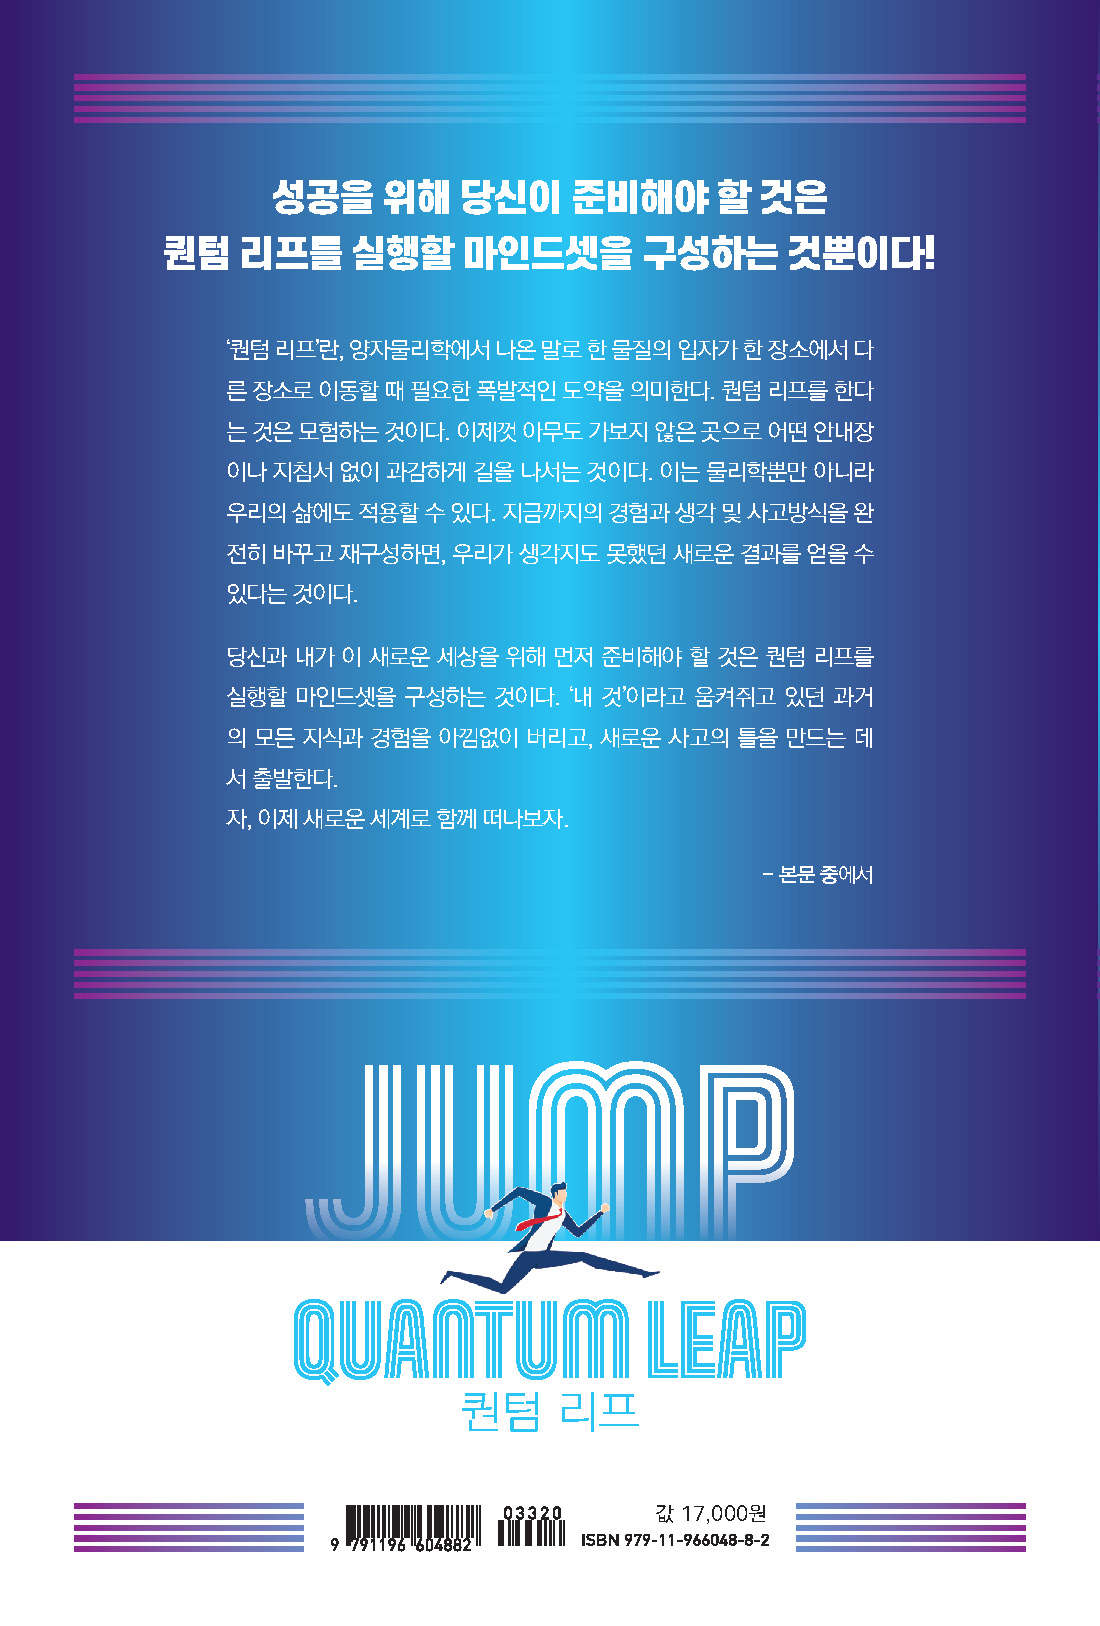 성공을 위해 당신이 준비해야 할 것은
퀀텀 리프틀 실행할 마인드셋을 구성하는 것뿐이다!
‘퀀텀 리프’란, 양자물리학에서 나온 말로 한 물질의 입자가 한 장소에서 다
른 장소로 이동할 때 필요한 폭발적인 도약을 의미한다. 퀀텀 리프를 한다
는 것은 모험하는 것이다. 이제껏 아무도 가보지 않은 곳으로 어떤 안내장
이나 지침서 없이 과감하게 길을 나서는 것이다. 이는 물리학뿐만 아니라
우리의 삶에도 적용할 수 있다. 지금까지의 경험과 생각 및 사고방식을 완
전히 바꾸고 재구성하면, 우리가 생각지도 못했던 새로운 결과를 얻을 수
있다는 것이다.
당신과 내가 이 새로운 세상을 위해 먼저 준비해야 할 것은 퀀텀 리프를
실행할 마인드셋을 구성하는 것이다. ‘내 것’이라고 움켜쥐고 있던 과거
의 모든 지식과 경험을 아낌없이 버리고, 새로운 사고의 틀을 만드는 데
서 출발한다.
자, 이제 새로운 세계로 함께 떠나보자.
– 본문 중에서
JUMP
QUANTUM LEAP
퀀텀 리프
03320
9 791196 604882
값 17,000원
ISBN 979-11-966048-8-2